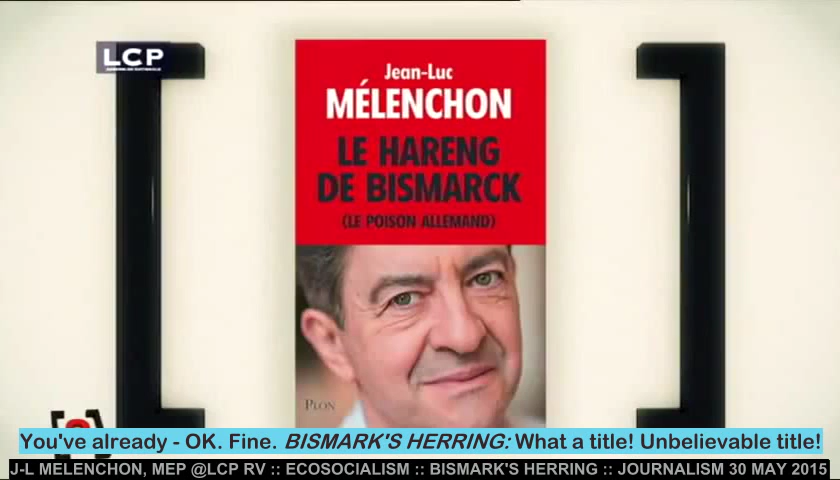 LCP
Jean-Luc
MÉLENCHON
LE HARENG
DE BISMARCK
(LE POISON ALLEMAND)
PLON
You've already - OK. Fine. BISMARK'S HERRING: What a title! Unbelievable title!
J-L MELENCHON, MEP @LCP RV :: ECOSOCIALISM :: BISMARK'S HERRING :: JOURNALISM 30 MAY 2015